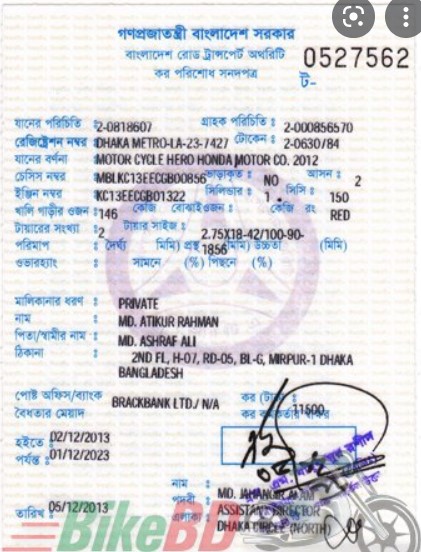 গণপ্রজাতন্ত্রী বাংলাদেশ সরকার
বাংলাদেশ রোড ট্রান্সপোর্ট অথরিটি
কর পরিশোধ সনদপত্র
0527562
ট-
যানের পরিচিতি : 2-0818607 গ্রাহক পরিচিতি : 2-000856570
রেজিষ্ট্রেশন নম্বর : DHAKA METRO-LA-23-7427 টোকেন : 2-0630/84
যানের বর্ণনা : MOTOR CYCLE HERO HONDA MOTOR CO. 2012
চেসিস নম্বর : MBLKC13EECGB00856 ভাড়াকৃত : NO আসন : 2
ইঞ্জিন নম্বর : KC13EECGB01322 সিলিন্ডার : 1 সিসি : 150
খালি গাড়ীর ওজন : 146 কেজি বোঝাইওজন : কেজি রং RED
টায়ারের সংখ্যা : 2 টায়ার সাইজ : 2.75X18-42/100-90-
পরিমাপ : দৈর্ঘ্য মিমি) প্রস্থ 1856 মিমি) উচ্চতা (মিমি)
ওভারহ্যাং : সামনে (%) পিছনে (%)
মালিকানার ধরণ : PRIVATE
নাম : MD. ATIKUR RAHMAN
পিতা/স্বামীর নাম : MD. ASHRAF ALI
ঠিকানা : 2ND FL, H-07, RD-05, BL-G, MIRPUR-1 DHAKA
BANGLADESH
পোষ্ট অফিস/ব্যাংক : BRACKBANK LTD./ N/A কর (টাকা) : 11500
বৈধতার মেয়াদ কর কর্মকর্তার স্বাক্ষর
হইতে : 02/12/2013
পর্যন্ত : 01/12/2023
নাম : MD. JAHANGIR ALAM
পদবী : ASSISTANT DIRECTOR
তারিখ : 05/12/2013 এলাকা : DHAKA CIRCLE (NORTH)
BikeBD